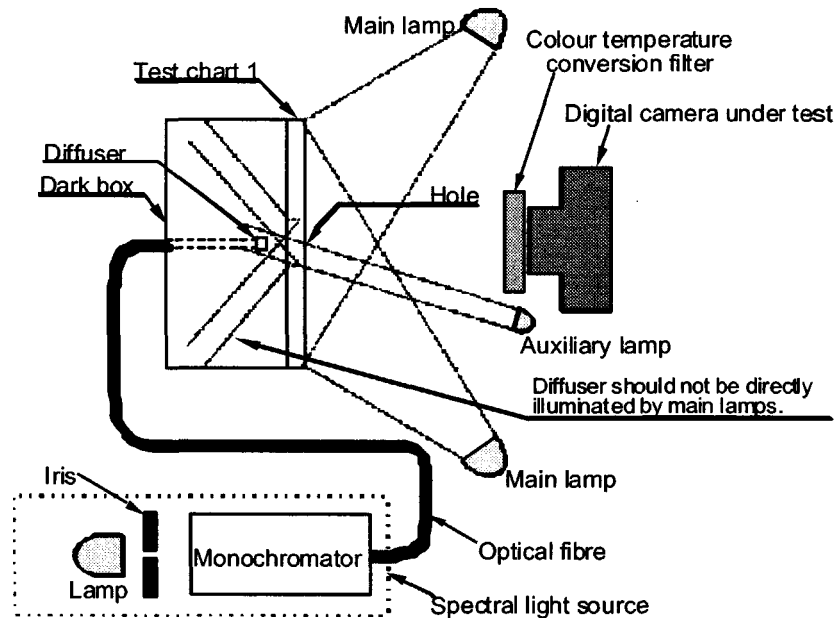 Main lamp
Colour temperature
conversion filter
Test chart 1
Digital camera under test
Diffuser
Dark box
Hole
Auxiliary lamp
Diffuser should not be directly
illuminated by main lamps.
Main lamp
Iris
Monochromator
Optical fibre
Lamp
Spectral light source